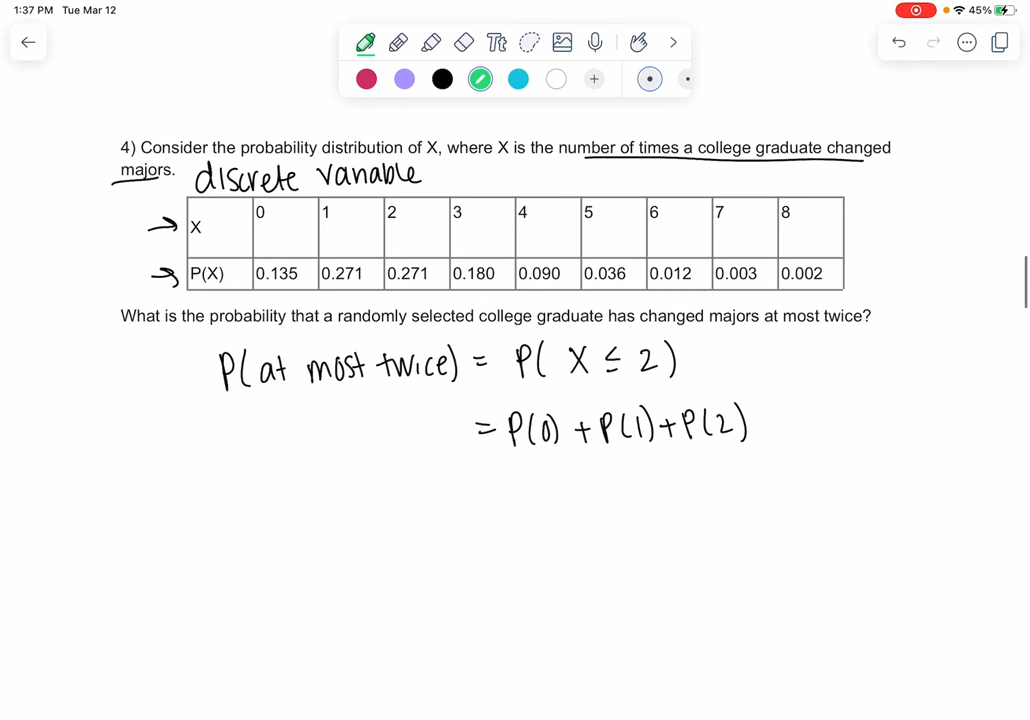 1:37 PM Tue Mar 12
45%
Tt
4) Consider the probability distribution of X, where X is the number of times a college graduate changed
majors. discrete variable
X 0 1 2 3 4 5 6 7 8
P(X) 0.135 0.271 0.271 0.180 0.090 0.036 0.012 0.003 0.002
What is the probability that a randomly selected college graduate has changed majors at most twice?
P(at most twice) = P( X ≤ 2)
= P(0) + P(1) + P(2)